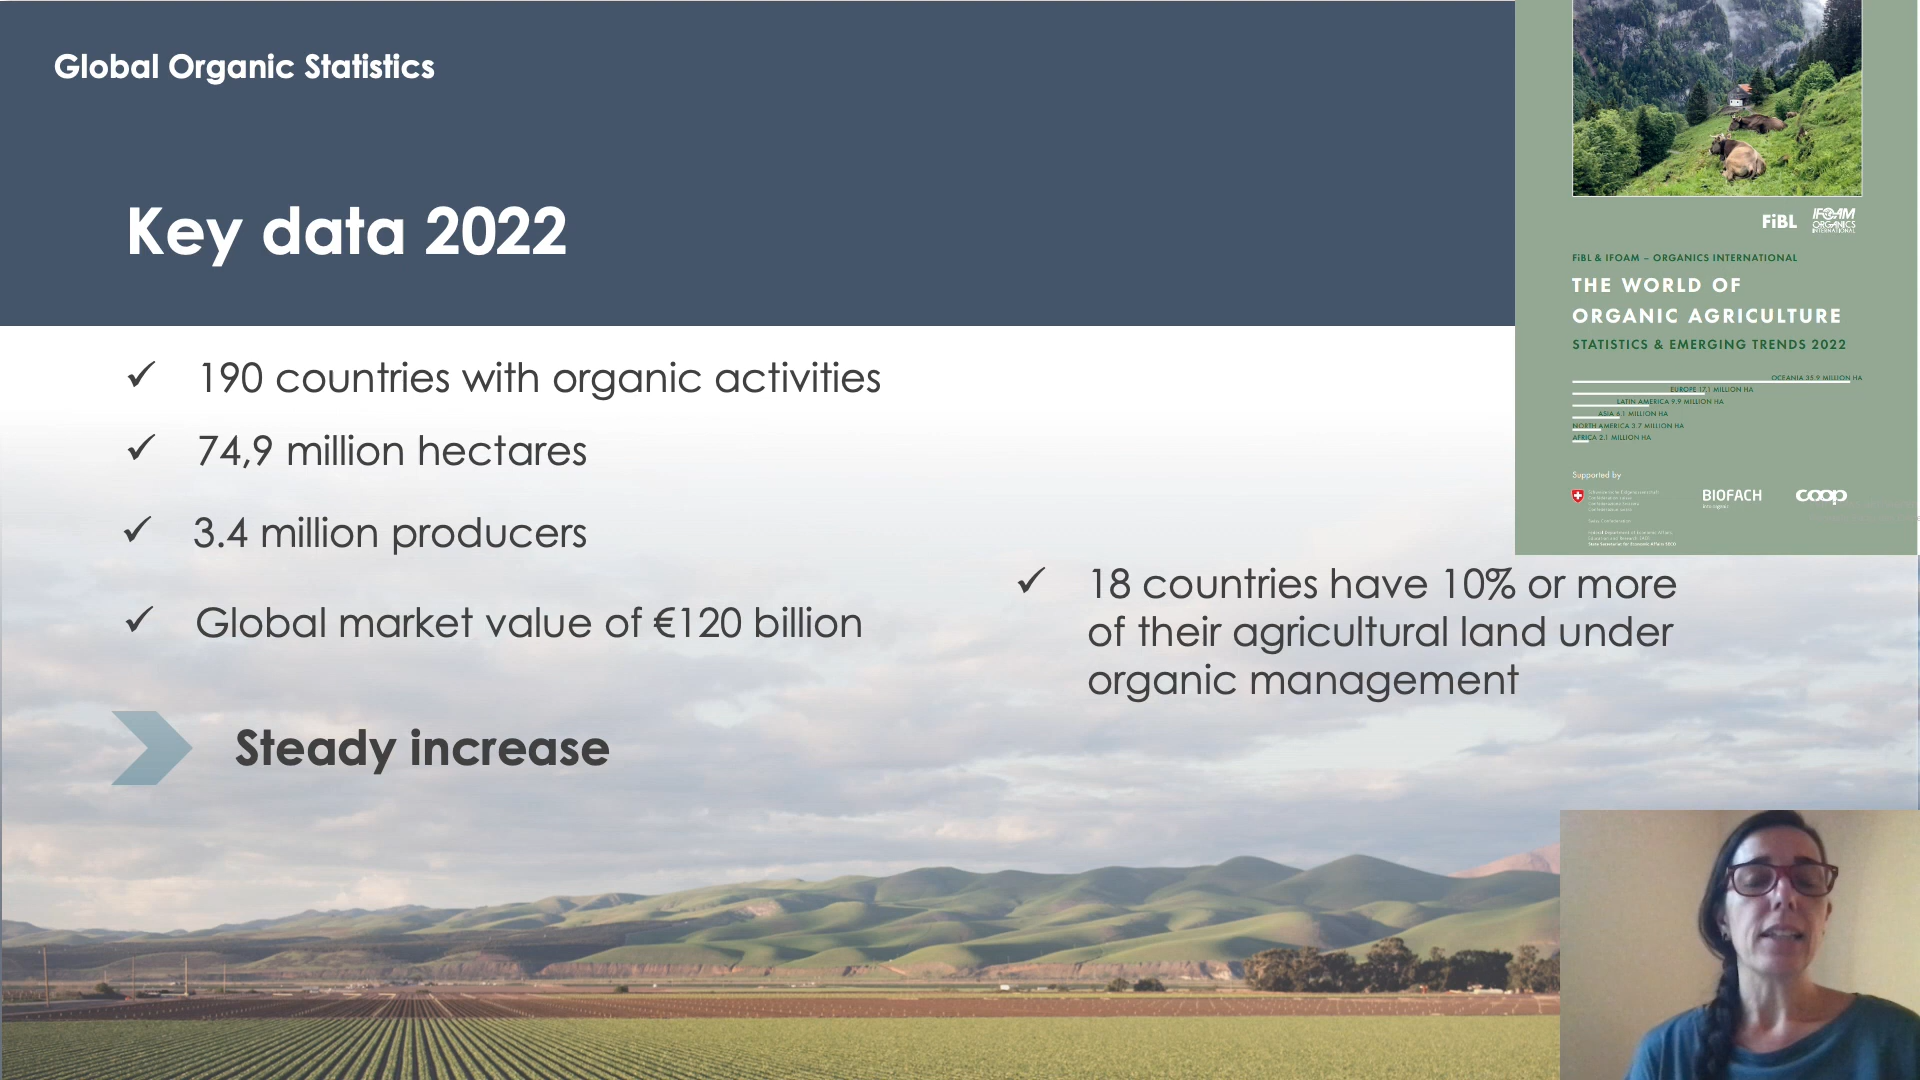 Global Organic Statistics
Key data 2022
190 countries with organic activities
74,9 million hectares
3.4 million producers
Global market value of €120 billion
Steady increase
18 countries have 10% or more
of their agricultural land under
organic management
FiBL
IFOAM
ORGANICS
INTERNATIONAL
FiBL & IFOAM – ORGANICS INTERNATIONAL
THE WORLD OF
ORGANIC AGRICULTURE
STATISTICS & EMERGING TRENDS 2022
OCEANIA 35.9 MILLION HA
EUROPE 17.1 MILLION HA
LATIN AMERICA 9.9 MILLION HA
ASIA 6.1 MILLION HA
NORTH AMERICA 3.7 MILLION HA
AFRICA 2.1 MILLION HA
Supported by
BIOFACH
coop